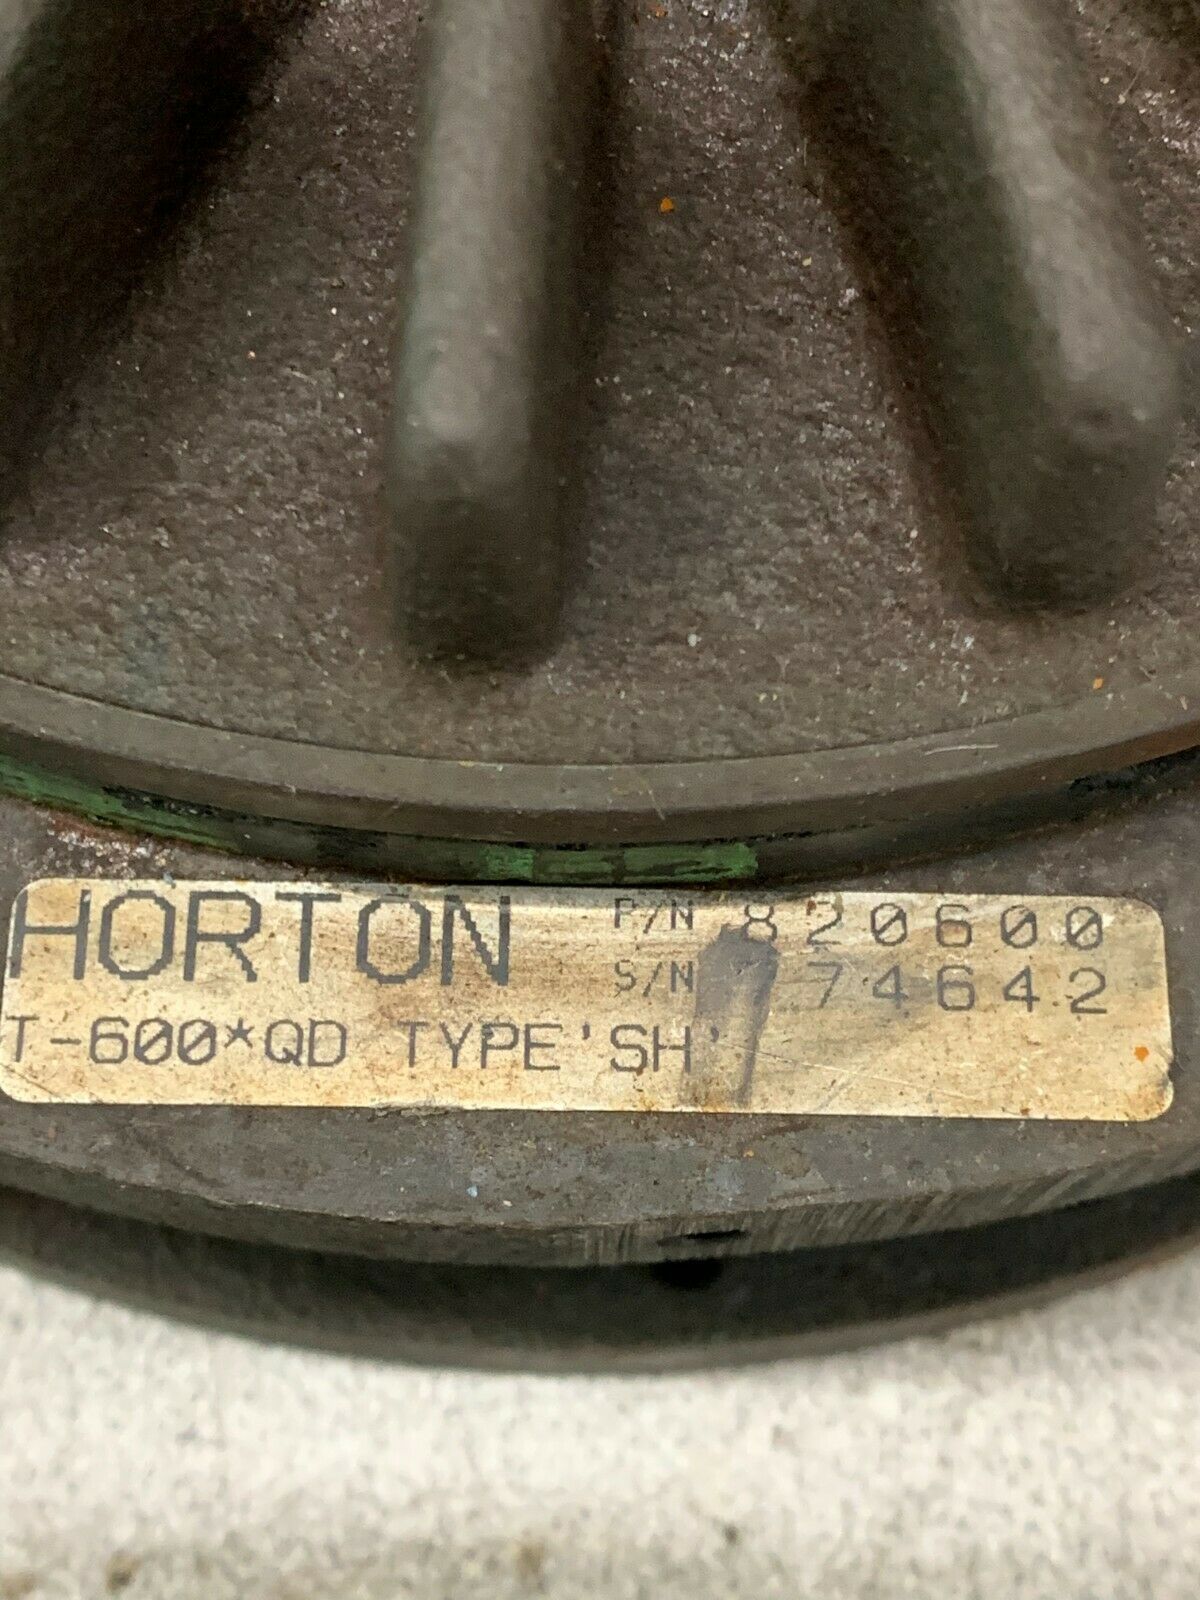 HORTON P/N 820600
S/N 74642
T-600*QD TYPE 'SH'